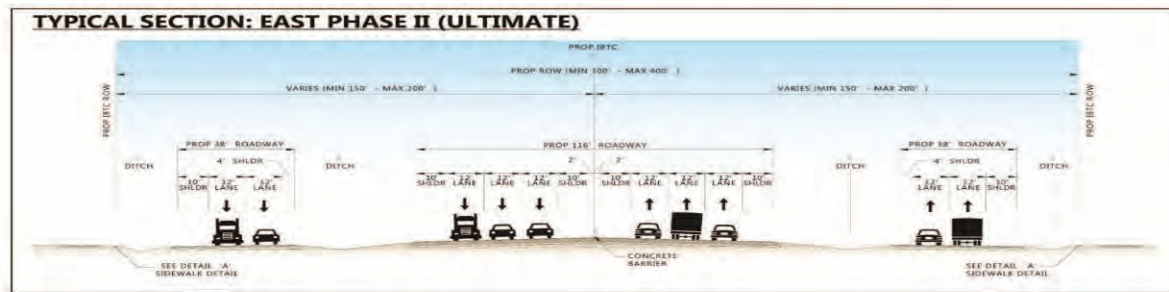 TYPICAL SECTION: EAST PHASE II (ULTIMATE)
PROP IBTC
PROP ROW (MIN 300' - MAX 400' )
VARIES (MIN 150' - MAX 200' )
VARIES (MIN 150' - MAX 200' )
PROP IBTC ROW
PROP IBTC ROW
PROP 38' ROADWAY
PROP 116' ROADWAY
PROP 38' ROADWAY
4' SHLDR
2'
2'
4' SHLDR
DITCH
DITCH
DITCH
DITCH
10' SHLDR
12' LANE
12' LANE
10' SHLDR
12' LANE
12' LANE
12' LANE
10' SHLDR
10' SHLDR
12' LANE
12' LANE
12' LANE
10' SHLDR
12' LANE
12' LANE
10' SHLDR
SEE DETAIL 'A'
SIDEWALK DETAIL
CONCRETE
BARRIER
SEE DETAIL 'A'
SIDEWALK DETAIL